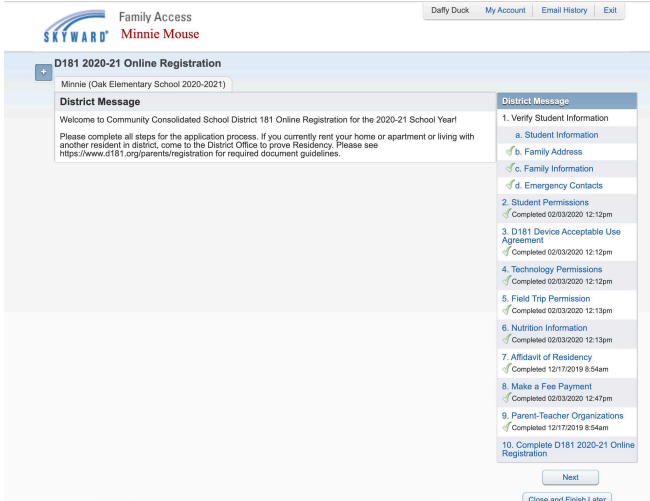 Daffy Duck My Account Email History Exit
SKYWARD® Family Access
Minnie Mouse
D181 2020-21 Online Registration
Minnie (Oak Elementary School 2020-2021)
District Message
Welcome to Community Consolidated School District 181 Online Registration for the 2020-21 School Year!
Please complete all steps for the application process. If you currently rent your home or apartment or living with
another resident in district, come to the District Office to prove Residency. Please see
https://www.d181.org/parents/registration for required document guidelines.
District Message
1. Verify Student Information
a. Student Information
b. Family Address
c. Family Information
d. Emergency Contacts
2. Student Permissions
Completed 02/03/2020 12:12pm
3. D181 Device Acceptable Use
Agreement
Completed 02/03/2020 12:12pm
4. Technology Permissions
Completed 02/03/2020 12:12pm
5. Field Trip Permission
Completed 02/03/2020 12:13pm
6. Nutrition Information
Completed 02/03/2020 12:13pm
7. Affidavit of Residency
Completed 12/17/2019 8:54am
8. Make a Fee Payment
Completed 02/03/2020 12:47pm
9. Parent-Teacher Organizations
Completed 12/17/2019 8:54am
10. Complete D181 2020-21 Online
Registration
Next
Close and Finish Later